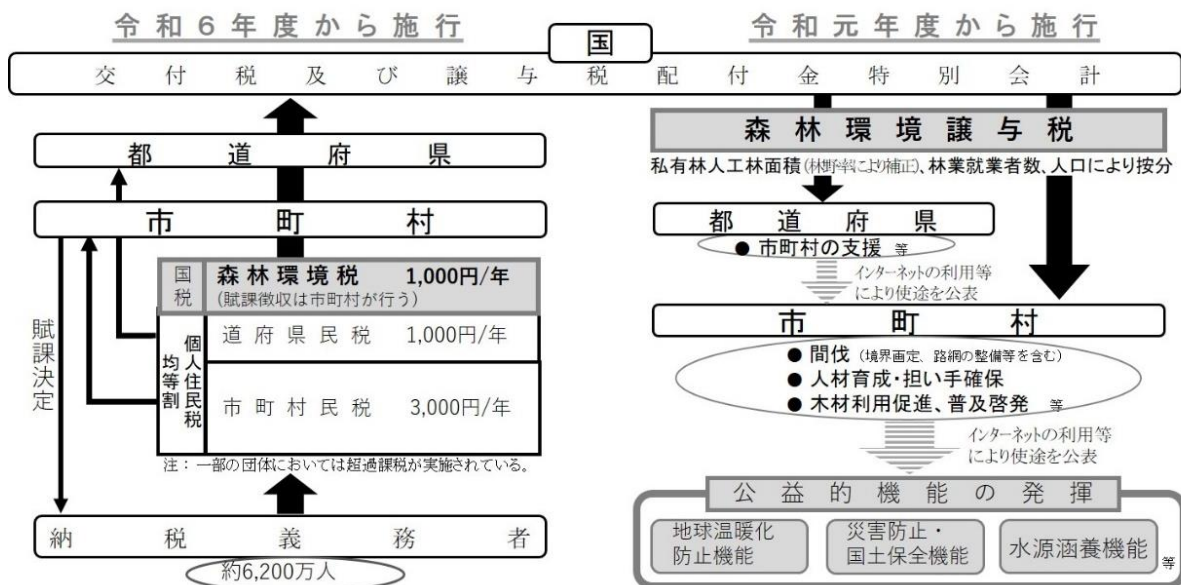 令和６年度から施行
令和元年度から施行
国
交付税及び譲与税配付金特別会計
都道府県
市町村
賦課決定
国税
森林環境税 1,000円/年
(賦課徴収は市町村が行う)
個人住民税
均等割
道府県民税 1,000円/年
市町村民税 3,000円/年
注：一部の団体においては超過課税が実施されている。
納税義務者
約6,200万人
森林環境譲与税
私有林人工林面積(林野率により補正)、林業就業者数、人口により按分
都道府県
● 市町村の支援 等
インターネットの利用等
により使途を公表
市町村
● 間伐（境界画定、路網の整備等を含む）
● 人材育成・担い手確保
● 木材利用促進、普及啓発 等
インターネットの利用等
により使途を公表
公益的機能の発揮
地球温暖化
防止機能
災害防止・
国土保全機能
水源涵養機能
等